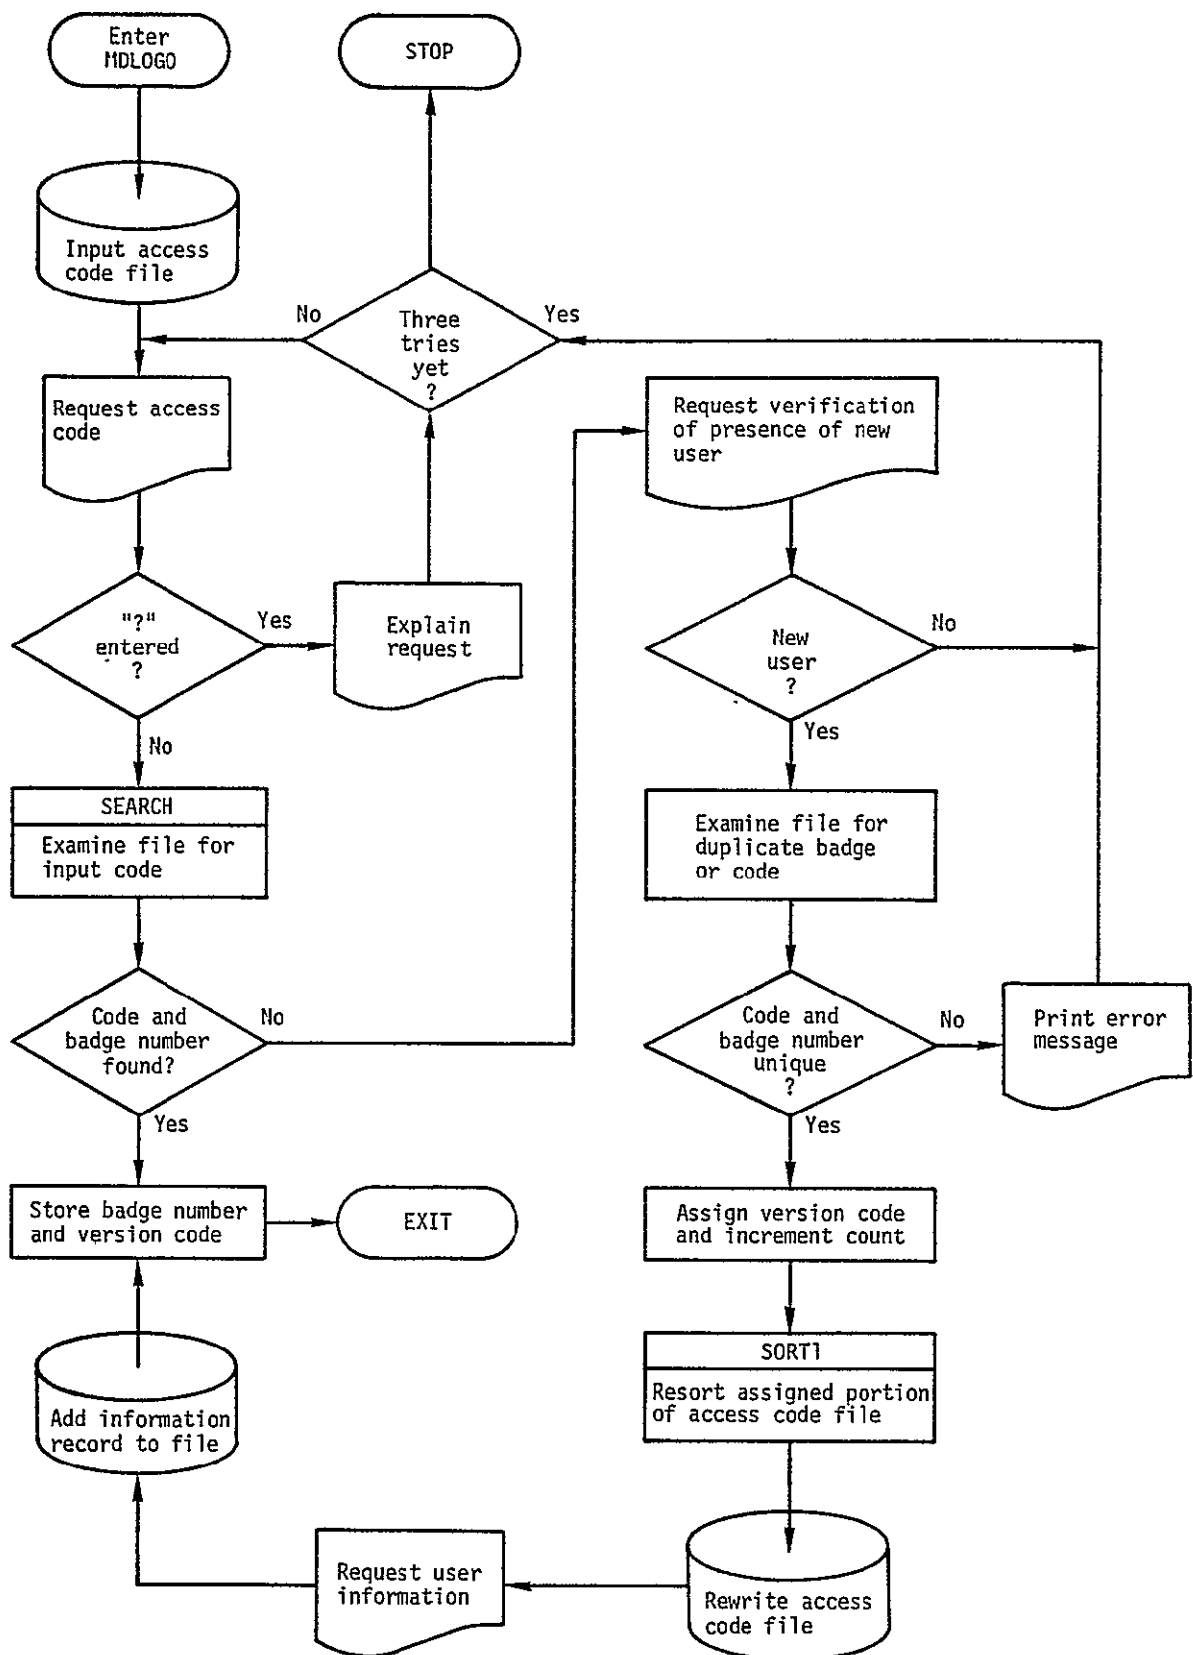 Enter
MDLOGO
STOP
Input access
code file
No
Three
tries
yet
?
Yes
Request access
code
Request verification
of presence of new
user
"?"
entered
?
Yes
Explain
request
New
user
?
No
No
Yes
SEARCH
Examine file for
input code
Examine file for
duplicate badge
or code
Code and
badge number
found?
No
Code and
badge number
unique
?
No
Print error
message
Yes
Yes
Store badge number
and version code
EXIT
Assign version code
and increment count
SORT1
Resort assigned portion
of access code file
Add information
record to file
Request user
information
Rewrite access
code file